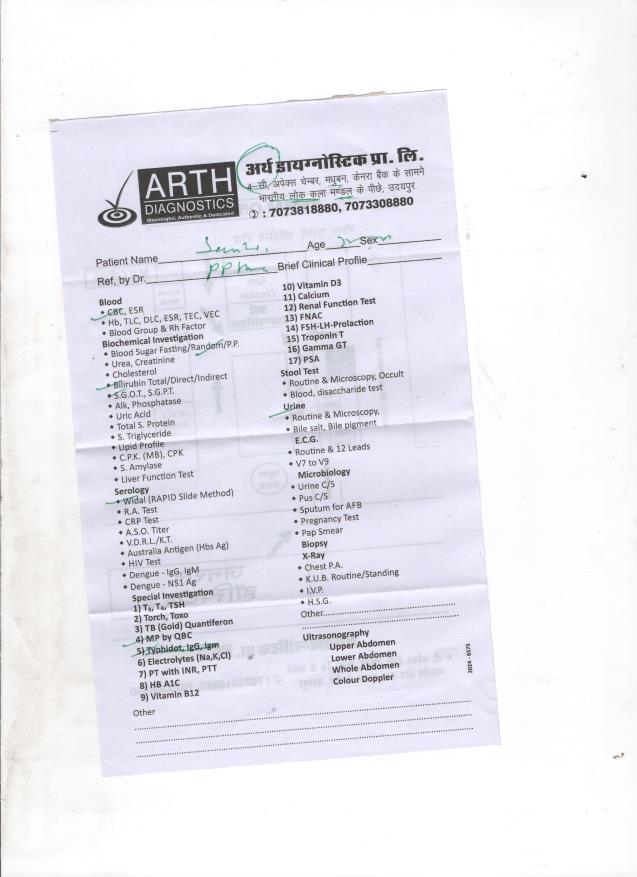 ARTH
DIAGNOSTICS
Meaningful, Authentic & Dedicated
अर्थ डायग्नोस्टिक प्रा. लि.
4-सी, अपेक्स चेम्बर, मधुबन, केनरा बैंक के सामने
भारतीय लोक कला मण्डल के पीछे, उदयपुर
: 7073818880, 7073308880
Patient Name Age Sex
Ref, by Dr. Brief Clinical Profile
Blood
• CBC, ESR
• Hb, TLC, DLC, ESR, TEC, VEC
• Blood Group & Rh Factor
Biochemical Investigation
• Blood Sugar Fasting/Random/P.P.
• Urea, Creatinine
• Cholesterol
• Bilirubin Total/Direct/Indirect
• S.G.O.T., S.G.P.T.
• Alk, Phosphatase
• Uric Acid
• Total S. Protein
• S. Triglyceride
• Lipid Profile
• C.P.K. (MB), CPK
• S. Amylase
• Liver Function Test
Serology
• Widal (RAPID Slide Method)
• R.A. Test
• CRP Test
• A.S.O. Titer
• V.D.R.L./K.T.
• Australia Antigen (Hbs Ag)
• HIV Test
• Dengue - IgG, IgM
• Dengue - NS1 Ag
Special Investigation
1) T₃, T₄, TSH
2) Torch, Toxo
3) TB (Gold) Quantiferon
4) MP by QBC
5) Typhidot, IgG, Igm
6) Electrolytes (Na,K,Cl)
7) PT with INR, PTT
8) HB A1C
9) Vitamin B12
10) Vitamin D3
11) Calcium
12) Renal Function Test
13) FNAC
14) FSH-LH-Prolaction
15) Troponin T
16) Gamma GT
17) PSA
Stool Test
• Routine & Microscopy, Occult
• Blood, disaccharide test
Urine
• Routine & Microscopy,
• Bile salt, Bile pigment
E.C.G.
• Routine & 12 Leads
• V7 to V9
Microbiology
• Urine C/S
• Pus C/S
• Sputum for AFB
• Pregnancy Test
• Pap Smear
Biopsy
X-Ray
• Chest P.A.
• K.U.B. Routine/Standing
• I.V.P.
• H.S.G.
Other
Ultrasonography
Upper Abdomen
Lower Abdomen
Whole Abdomen
Colour Doppler
2024 - 6575
Other